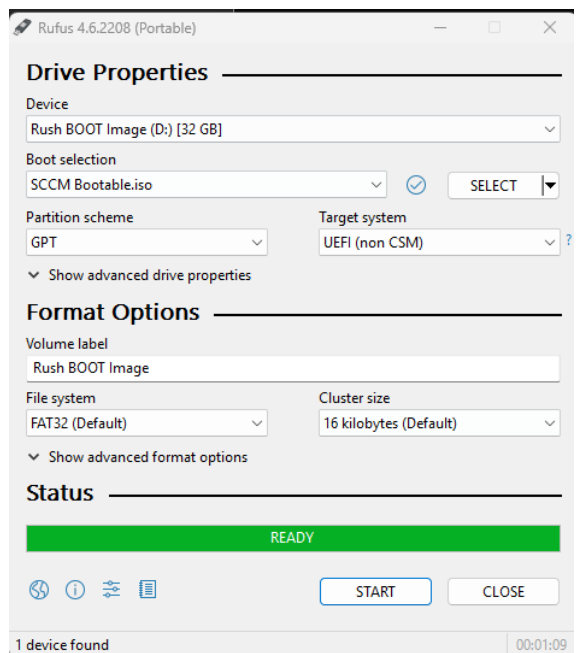 Rufus 4.6.2208 (Portable)
Drive Properties
Device
Rush BOOT Image (D:) [32 GB]
Boot selection
SCCM Bootable.iso
SELECT
Partition scheme
Target system
GPT
UEFI (non CSM)
?
Show advanced drive properties
Format Options
Volume label
Rush BOOT Image
File system
Cluster size
FAT32 (Default)
16 kilobytes (Default)
Show advanced format options
Status
READY
START
CLOSE
1 device found
00:01:09